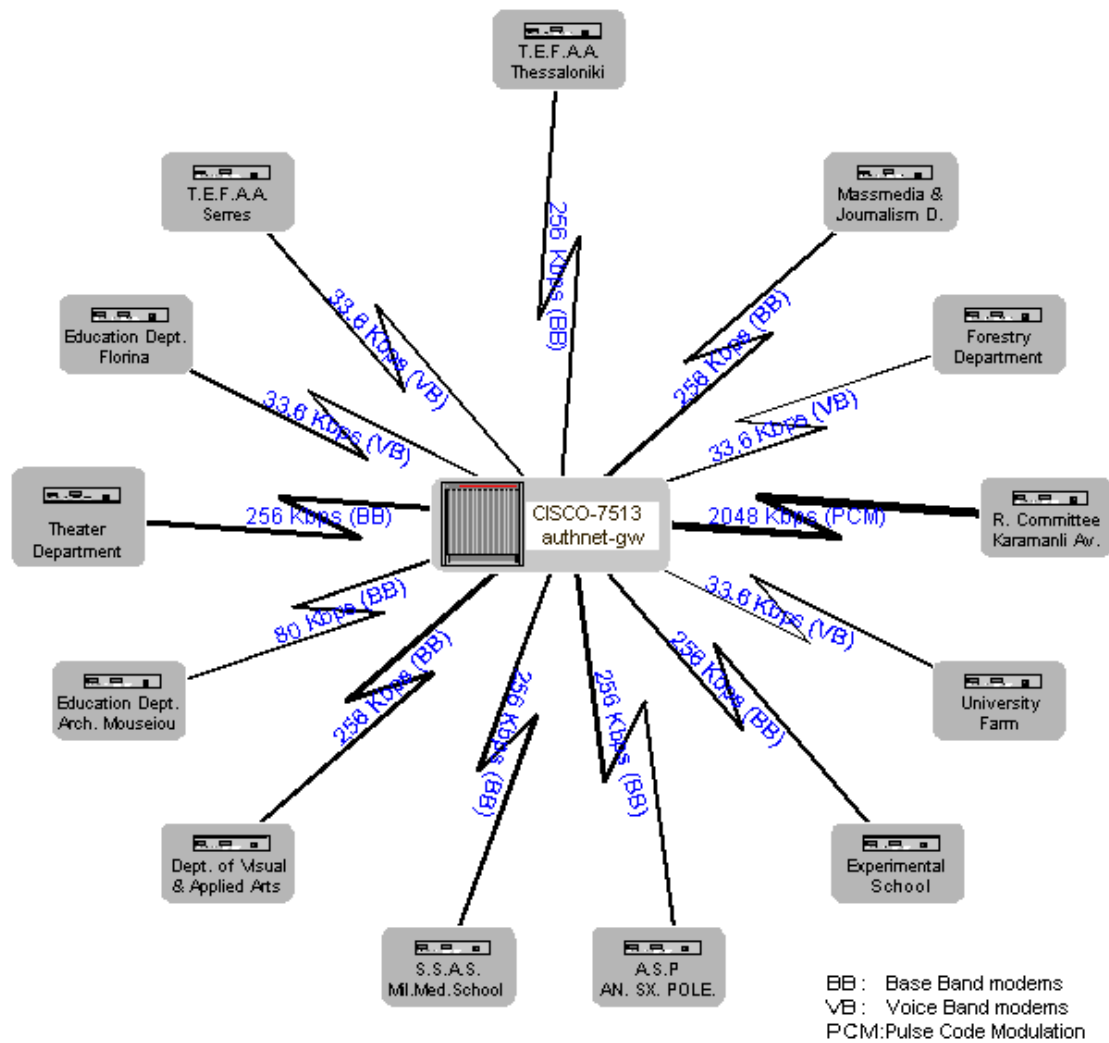 T.E.F.A.A.
Thessaloniki
T.E.F.A.A.
Serres
Massmedia &
Journalism D.
256 Kbps (BB)
33.6 Kbps (VB)
256 Kbps (BB)
Education Dept.
Florina
Forestry
Department
33.6 Kbps (VB)
33.6 Kbps (VB)
Theater
Department
256 Kbps (BB)
CISCO-7513
authnet-gw
2048 Kbps (PCM)
R. Committee
Karamanli Av.
80 Kbps (BB)
33.6 Kbps (VB)
Education Dept.
Arch. Mouseiou
256 Kbps (BB)
256 Kbps (BB)
256 Kbps (BB)
256 Kbps (BB)
University
Farm
Dept. of Visual
& Applied Arts
Experimental
School
S.S.A.S.
Mil.Med.School
A.S.P
AN. SX. POLE.
BB : Base Band modems
VB : Voice Band modems
PCM:Pulse Code Modulation